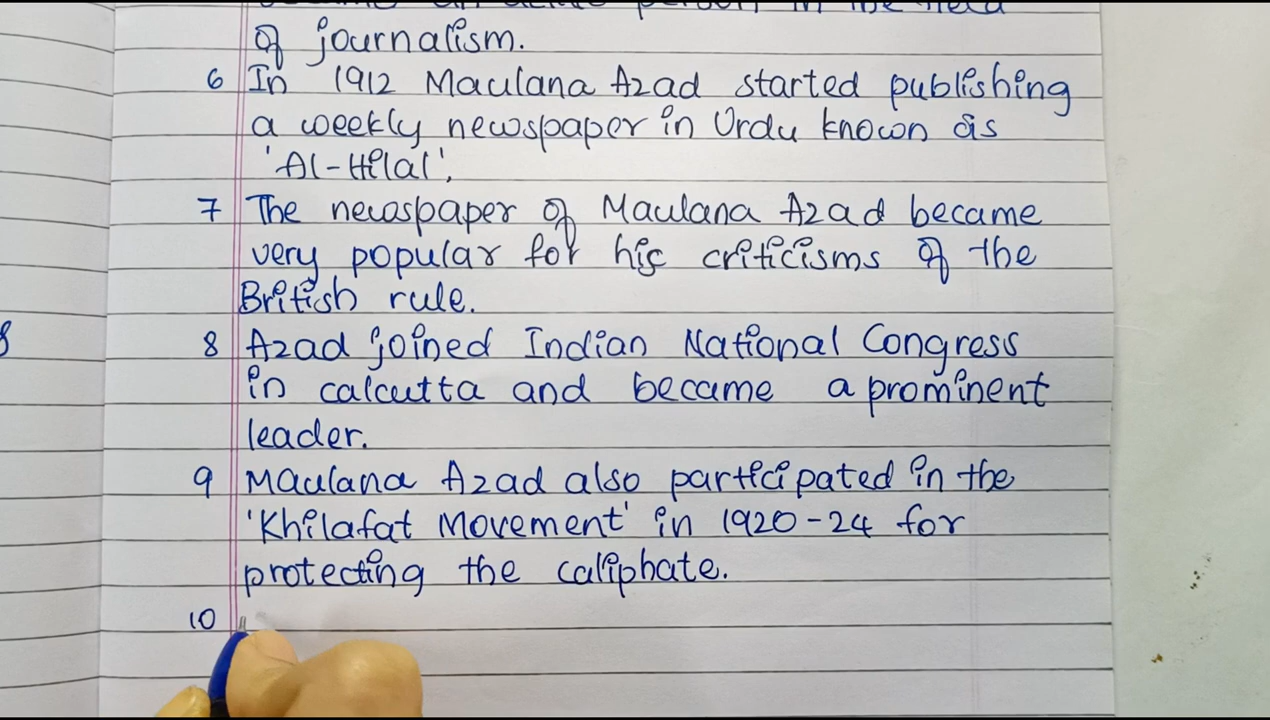 of journalism.
6 In 1912 Maulana Azad started publishing
a weekly newspaper in Urdu known as
'Al-Hilal'.
7 The newspaper of Maulana Azad became
very popular for his criticisms of the
British rule.
8 Azad joined Indian National Congress
in calcutta and became a prominent
leader.
9 Maulana Azad also participated in the
'Khilafat Movement' in 1920-24 for
protecting the caliphate.
10